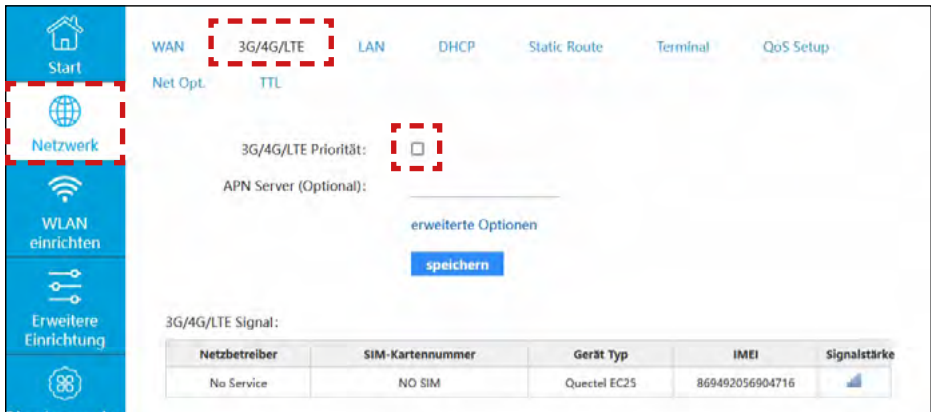 Start
Netzwerk
WLAN
einrichten
Erweitere
Einrichtung
WAN 3G/4G/LTE LAN DHCP Static Route Terminal QoS Setup
Net Opt. TTL
3G/4G/LTE Priorität:
APN Server (Optional):
erweiterte Optionen
speichern
3G/4G/LTE Signal:
Netzbetreiber SIM-Kartennummer Gerät Typ IMEI Signalstärke
No Service NO SIM Quectel EC25 869492056904716